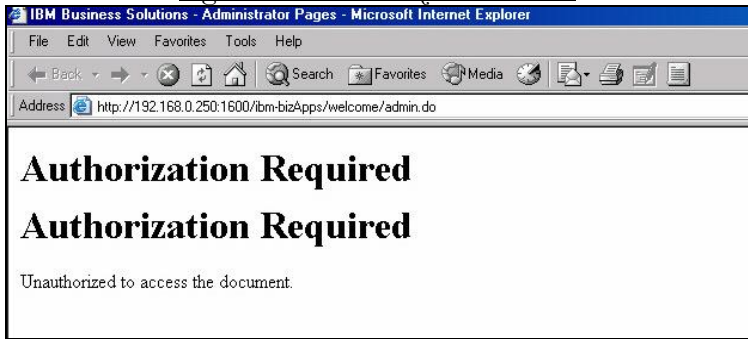 IBM Business Solutions - Administrator Pages - Microsoft Internet Explorer
File Edit View Favorites Tools Help
Back Search Favorites Media
Address http://192.168.0.250:1600/ibm-bizApps/welcome/admin.do
Authorization Required
Authorization Required
Unauthorized to access the document.